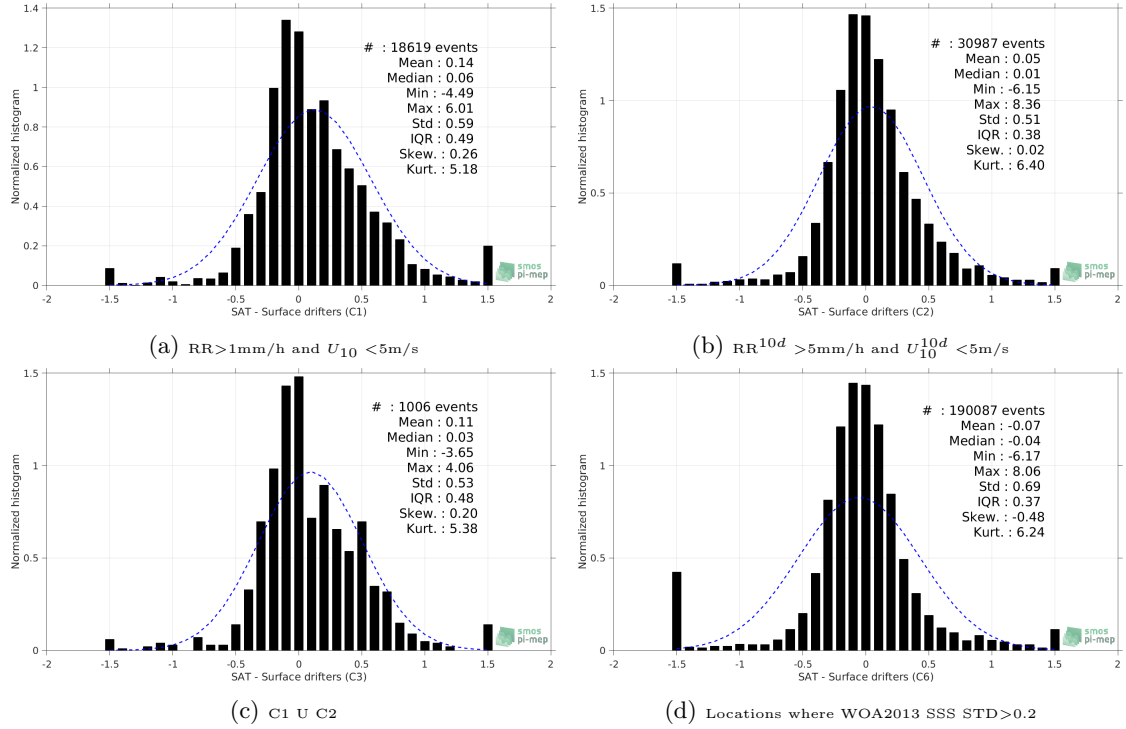 1.4
1.2
1
0.8
0.6
0.4
0.2
0
Normalized histogram
# : 18619 events
Mean : 0.14
Median : 0.06
Min : -4.49
Max : 6.01
Std : 0.59
IQR : 0.49
Skew. : 0.26
Kurt. : 5.18
smos
pi-mep
-2 -1.5 -1 -0.5 0 0.5 1 1.5 2
SAT - Surface drifters (C1)
(a) RR>1mm/h and U10 <5m/s
1.5
1
0.5
0
Normalized histogram
# : 30987 events
Mean : 0.05
Median : 0.01
Min : -6.15
Max : 8.36
Std : 0.51
IQR : 0.38
Skew. : 0.02
Kurt. : 6.40
smos
pi-mep
-2 -1.5 -1 -0.5 0 0.5 1 1.5 2
SAT - Surface drifters (C2)
(b) RR10d >5mm/h and U10d10 <5m/s
1.5
1
0.5
0
Normalized histogram
# : 1006 events
Mean : 0.11
Median : 0.03
Min : -3.65
Max : 4.06
Std : 0.53
IQR : 0.48
Skew. : 0.20
Kurt. : 5.38
smos
pi-mep
-2 -1.5 -1 -0.5 0 0.5 1 1.5 2
SAT - Surface drifters (C3)
(c) C1 U C2
1.5
1
0.5
0
Normalized histogram
# : 190087 events
Mean : -0.07
Median : -0.04
Min : -6.17
Max : 8.06
Std : 0.69
IQR : 0.37
Skew. : -0.48
Kurt. : 6.24
smos
pi-mep
-2 -1.5 -1 -0.5 0 0.5 1 1.5 2
SAT - Surface drifters (C6)
(d) Locations where WOA2013 SSS STD>0.2